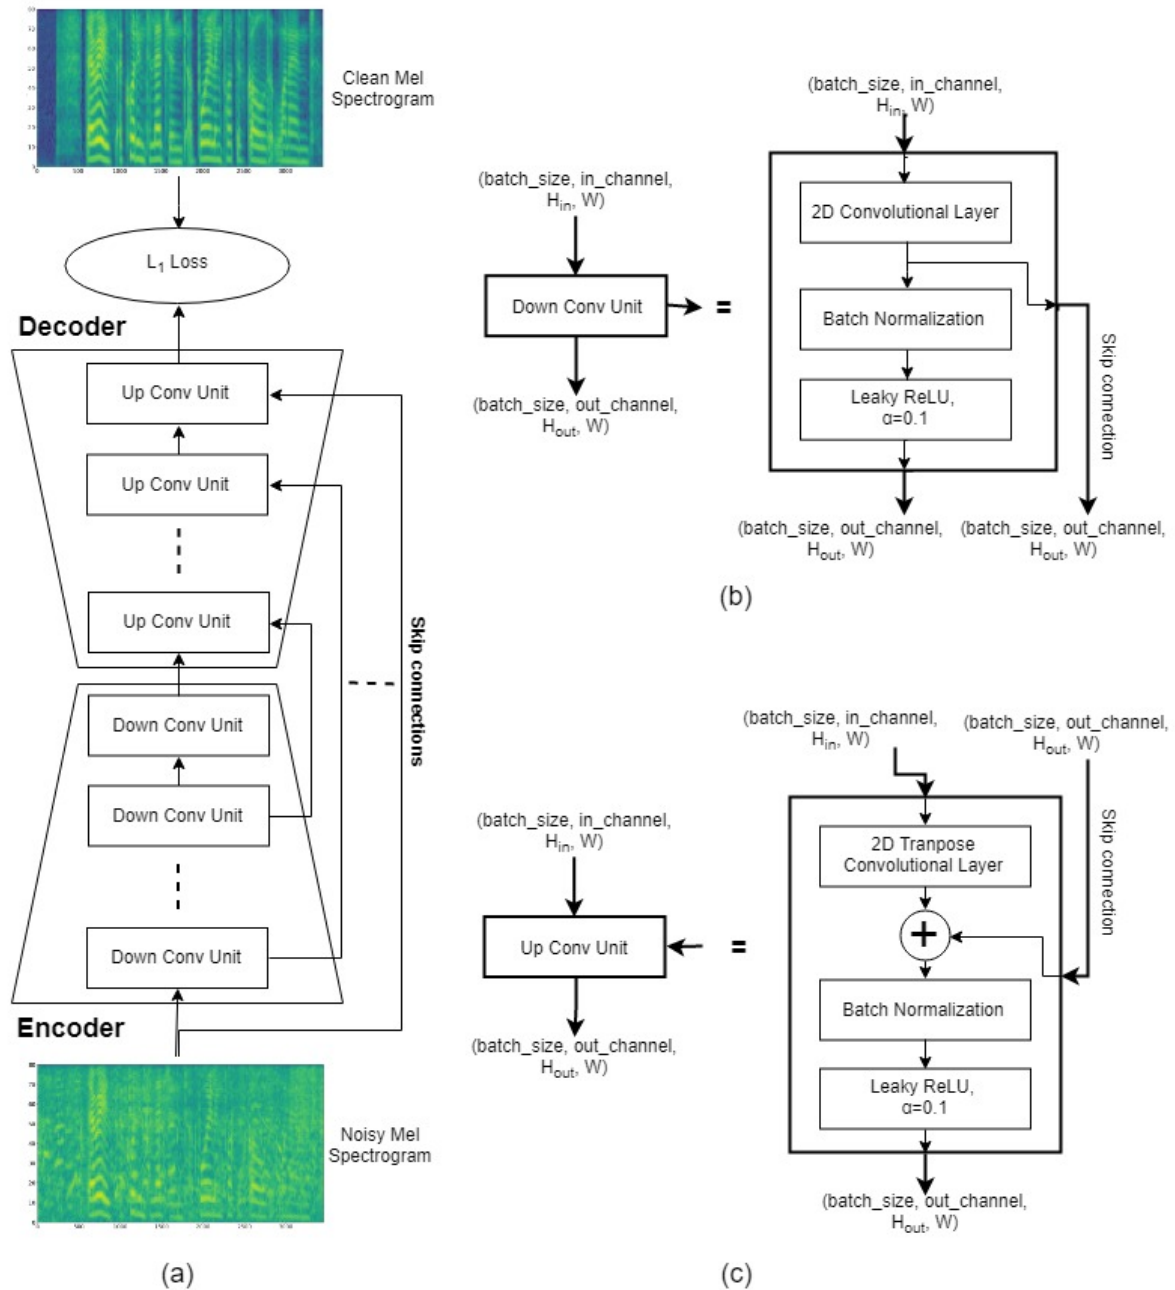 Clean Mel
Spectrogram
L1 Loss
Decoder
Up Conv Unit
Up Conv Unit
Up Conv Unit
Skip connections
Down Conv Unit
Down Conv Unit
Down Conv Unit
Encoder
Noisy Mel
Spectrogram
(a)
(batch_size, in_channel,
Hin, W)
Down Conv Unit
(batch_size, out_channel,
Hout, W)
=
(batch_size, in_channel,
Hin, W)
2D Convolutional Layer
Batch Normalization
Leaky ReLU,
α=0.1
Skip connection
(batch_size, out_channel,
Hout, W)
(batch_size, out_channel,
Hout, W)
(b)
(batch_size, in_channel,
Hin, W)
Up Conv Unit
(batch_size, out_channel,
Hout, W)
=
(batch_size, in_channel,
Hin, W)
(batch_size, out_channel,
Hout, W)
2D Tranpose
Convolutional Layer
+
Skip connection
Batch Normalization
Leaky ReLU,
α=0.1
(batch_size, out_channel,
Hout, W)
(c)